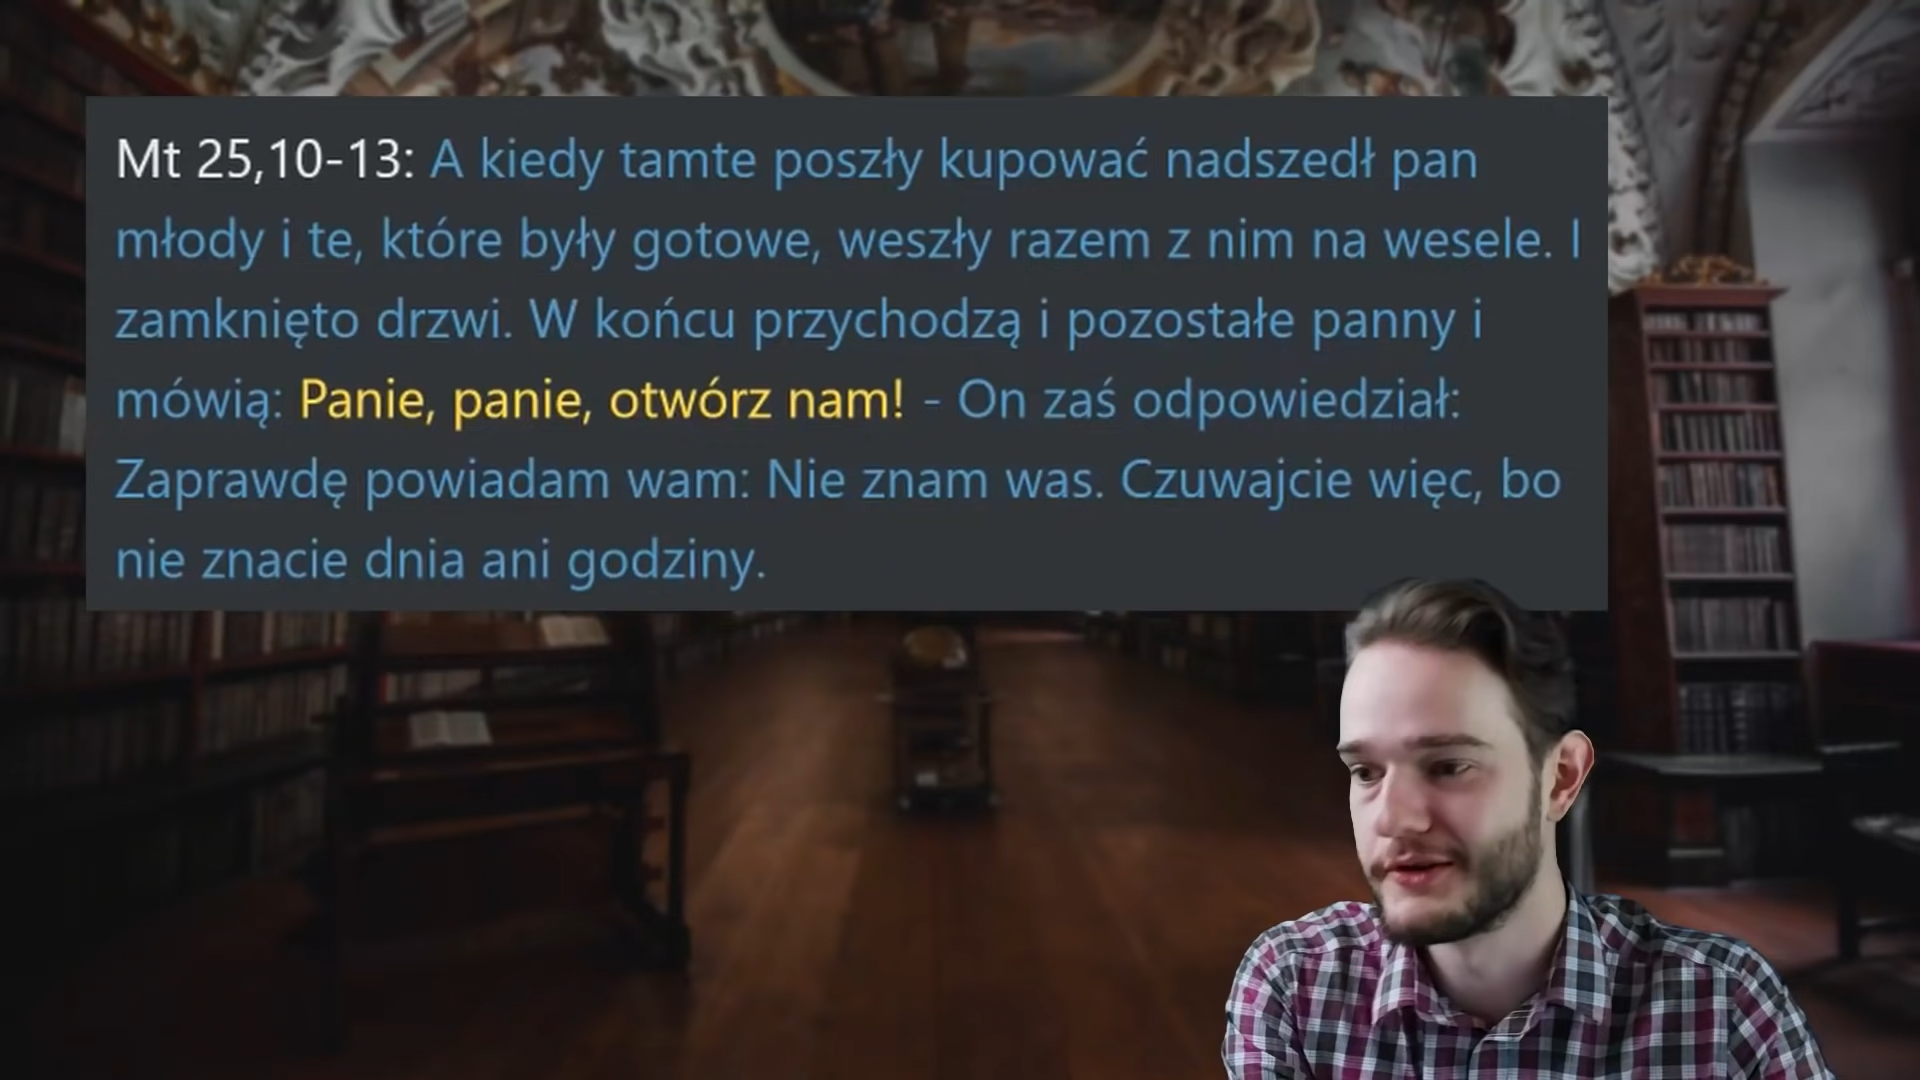 Mt 25,10-13: A kiedy tamte poszły kupować nadszedł pan
młody i te, które były gotowe, weszły razem z nim na wesele. I
zamknięto drzwi. W końcu przychodzą i pozostałe panny i
mówią: Panie, panie, otwórz nam! - On zaś odpowiedział:
Zaprawdę powiadam wam: Nie znam was. Czuwajcie więc, bo
nie znacie dnia ani godziny.